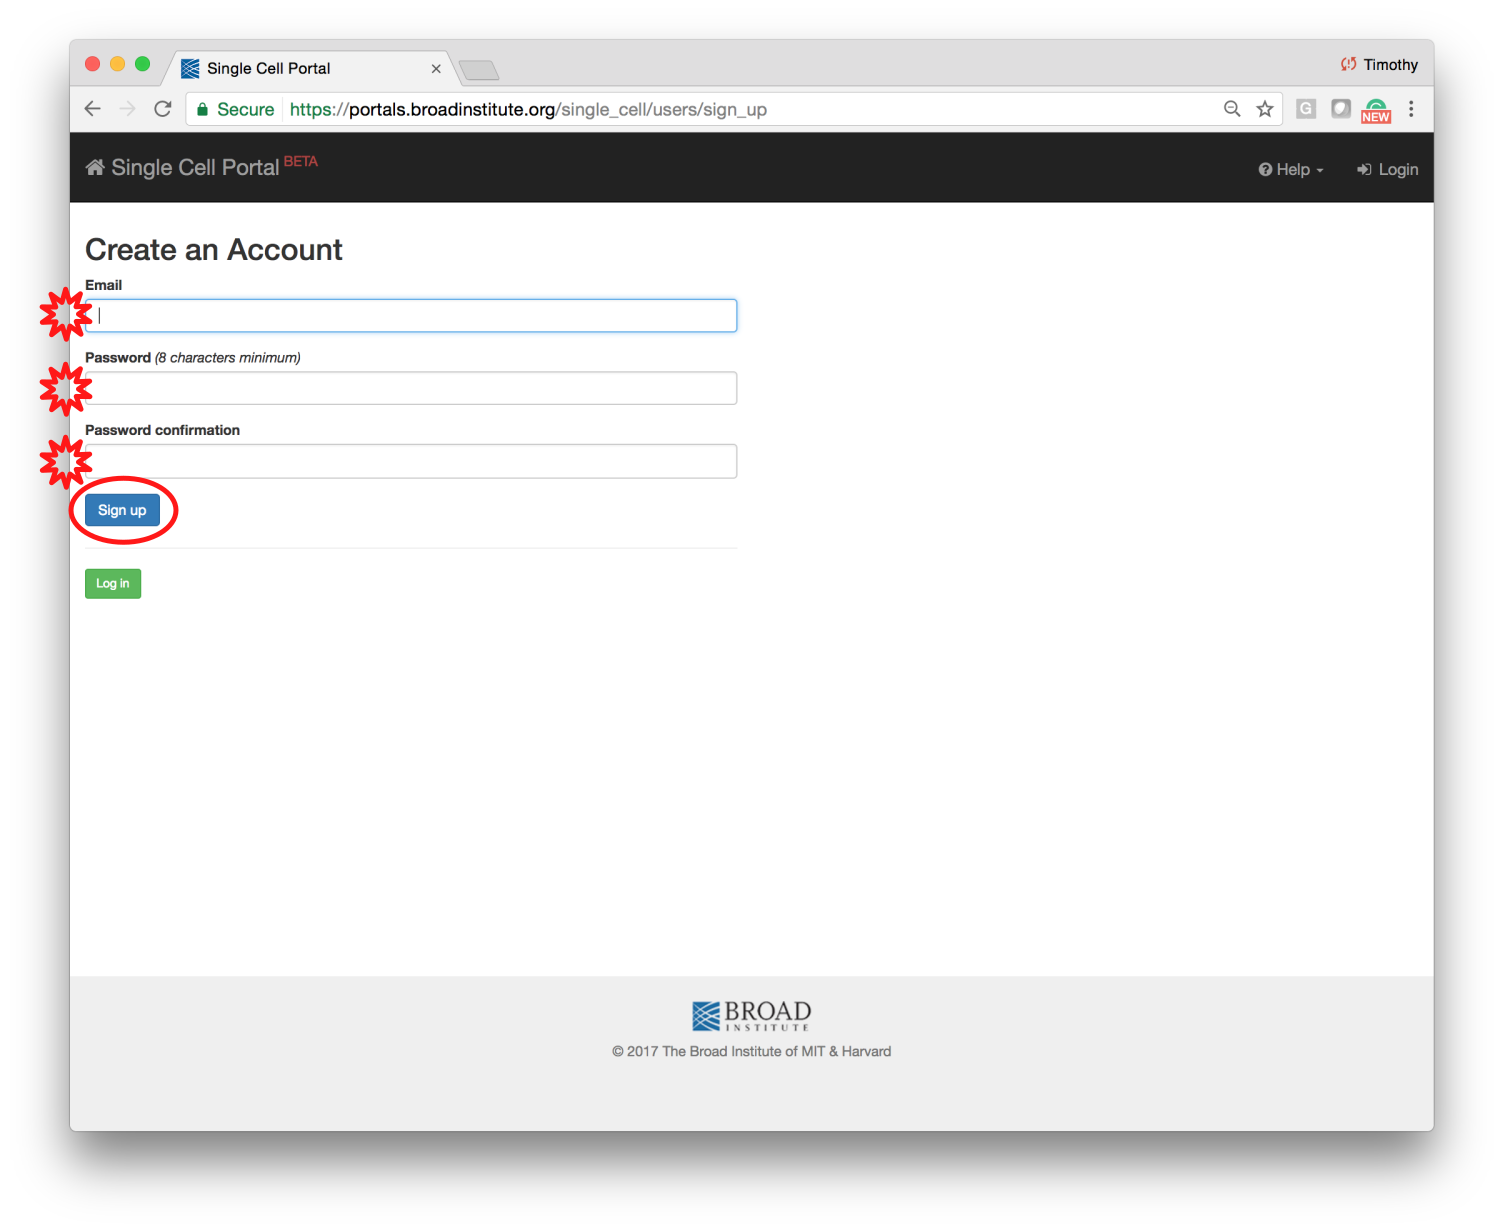 Single Cell Portal ×
Timothy
Secure https://portals.broadinstitute.org/single_cell/users/sign_up
G
NEW
Single Cell Portal BETA
Help
Login
Create an Account
Email
Password (8 characters minimum)
Password confirmation
Sign up
Log in
BROAD
INSTITUTE
© 2017 The Broad Institute of MIT & Harvard